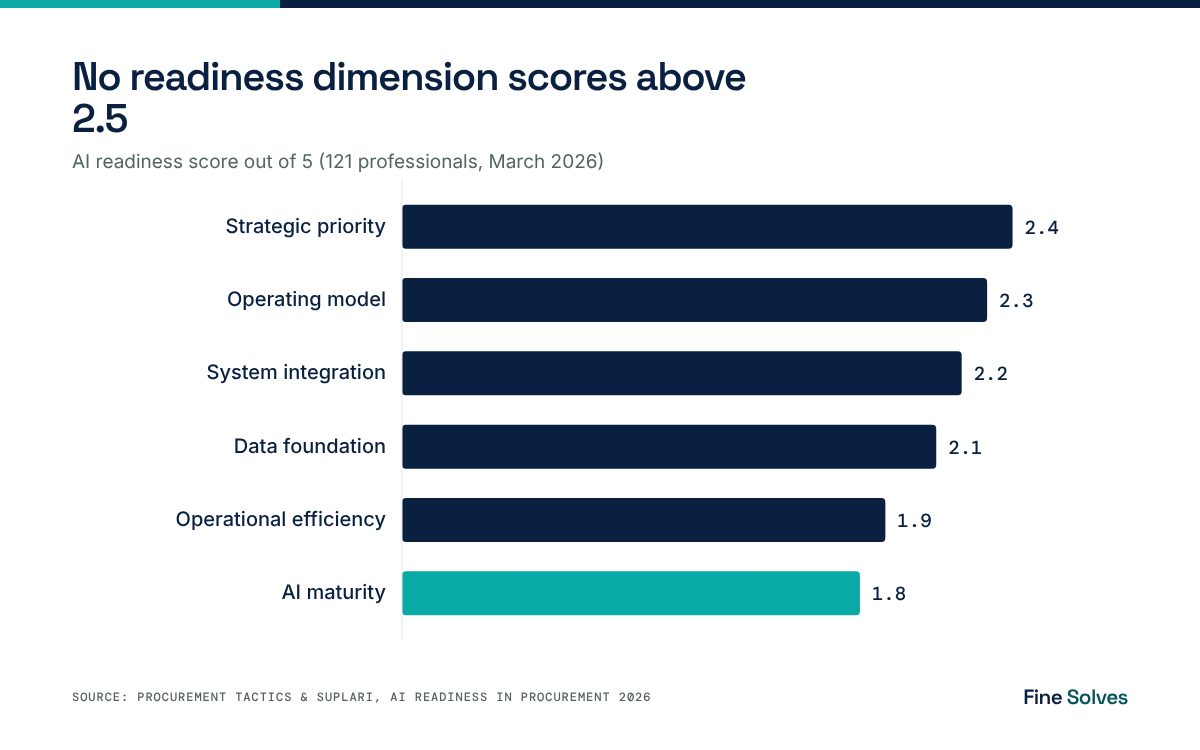 No readiness dimension scores above
2.5
AI readiness score out of 5 (121 professionals, March 2026)
Strategic priority 2.4
Operating model 2.3
System integration 2.2
Data foundation 2.1
Operational efficiency 1.9
AI maturity 1.8
SOURCE: PROCUREMENT TACTICS & SUPLARI, AI READINESS IN PROCUREMENT 2026
Fine Solves